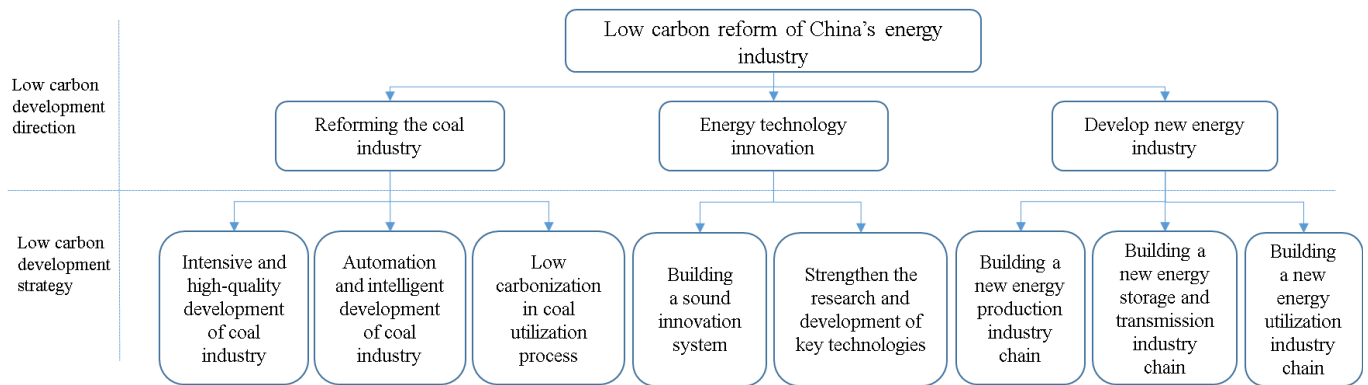 Low carbon reform of China's energy
industry
Low carbon
development
direction
Reforming the coal
industry
Energy technology
innovation
Develop new energy
industry
Low carbon
development
strategy
Intensive and
high-quality
development
of coal
industry
Automation
and intelligent
development
of coal
industry
Low
carbonization
in coal
utilization
process
Building
a sound
innovation
system
Strengthen the
research and
development of
key technologies
Building a
new energy
production
industry
chain
Building a
new energy
storage and
transmission
industry
chain
Building
a new
energy
utilization
industry
chain